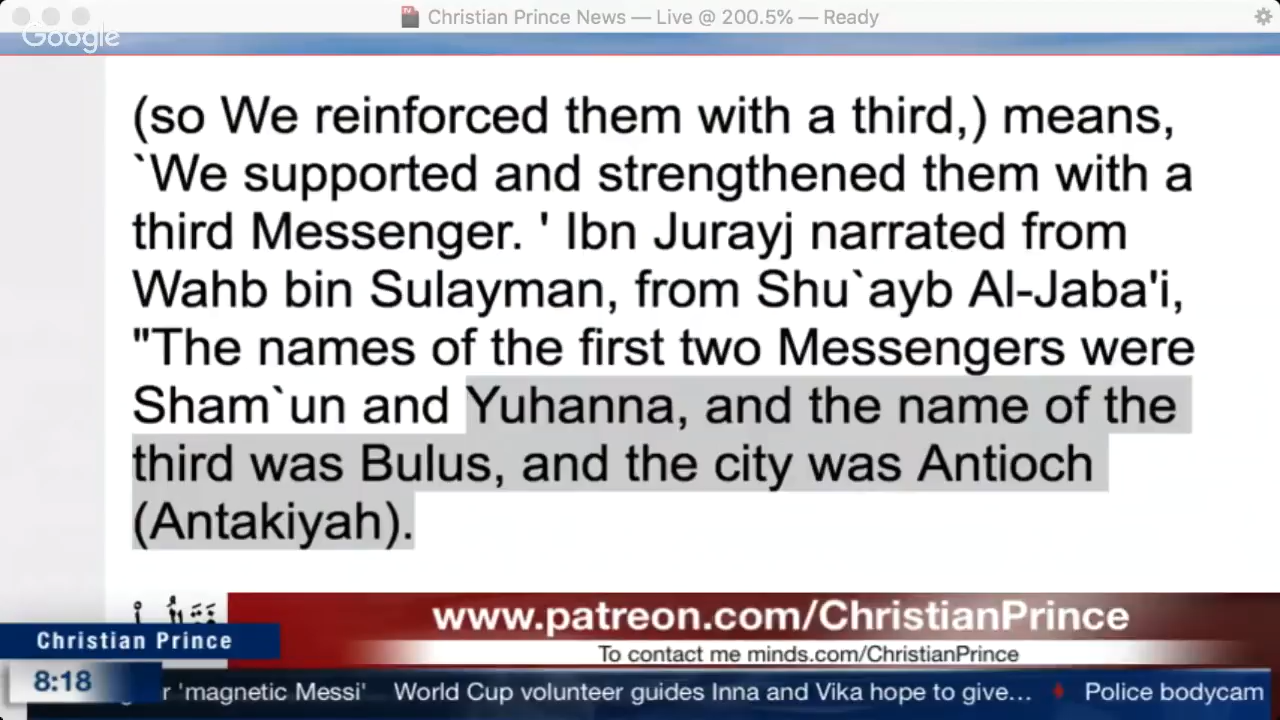 Christian Prince News — Live @ 200.5% — Ready
Google
(so We reinforced them with a third,) means,
`We supported and strengthened them with a
third Messenger. ' Ibn Jurayj narrated from
Wahb bin Sulayman, from Shu`ayb Al-Jaba'i,
"The names of the first two Messengers were
Sham`un and Yuhanna, and the name of the
third was Bulus, and the city was Antioch
(Antakiyah).
www.patreon.com/ChristianPrince
Christian Prince
To contact me minds.com/ChristianPrince
8:18
r 'magnetic Messi' World Cup volunteer guides Inna and Vika hope to give... Police bodycam